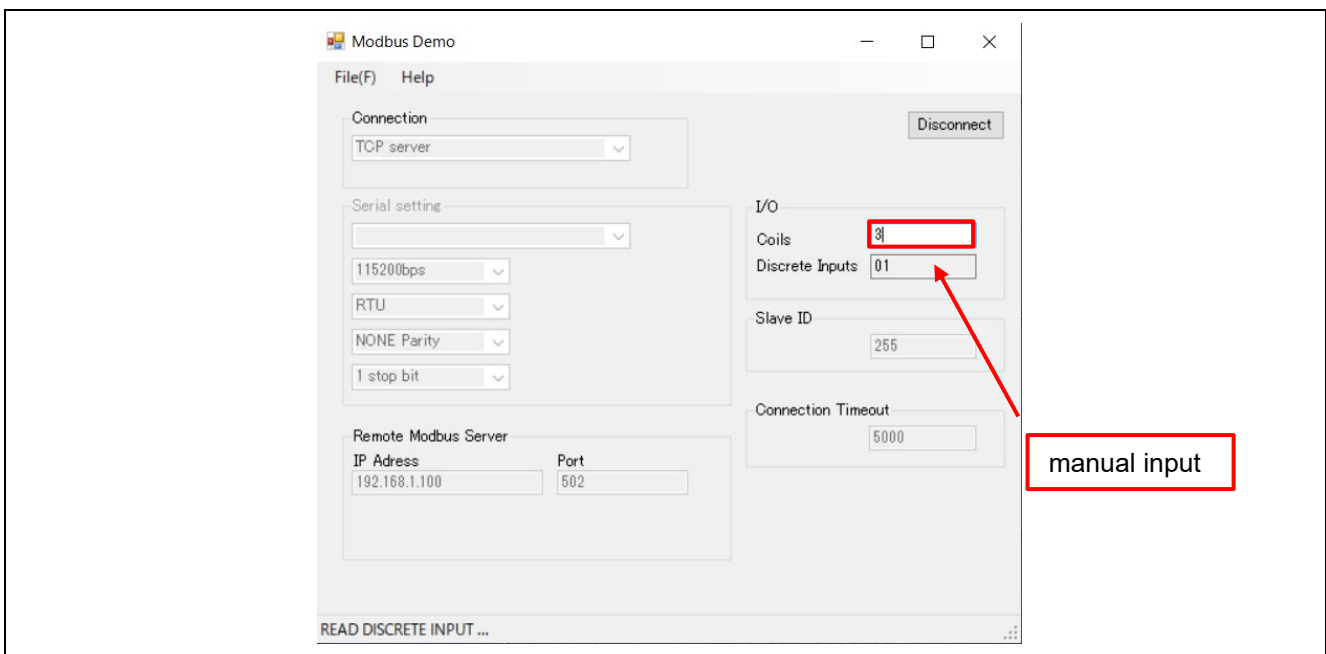 Modbus Demo
File(F) Help
Connection
TCP server
Disconnect
Serial setting
115200bps
RTU
NONE Parity
1 stop bit
I/O
Coils 3
Discrete Inputs 01
Slave ID
255
Connection Timeout
5000
Remote Modbus Server
IP Adress Port
192.168.1.100 502
manual input
READ DISCRETE INPUT ...